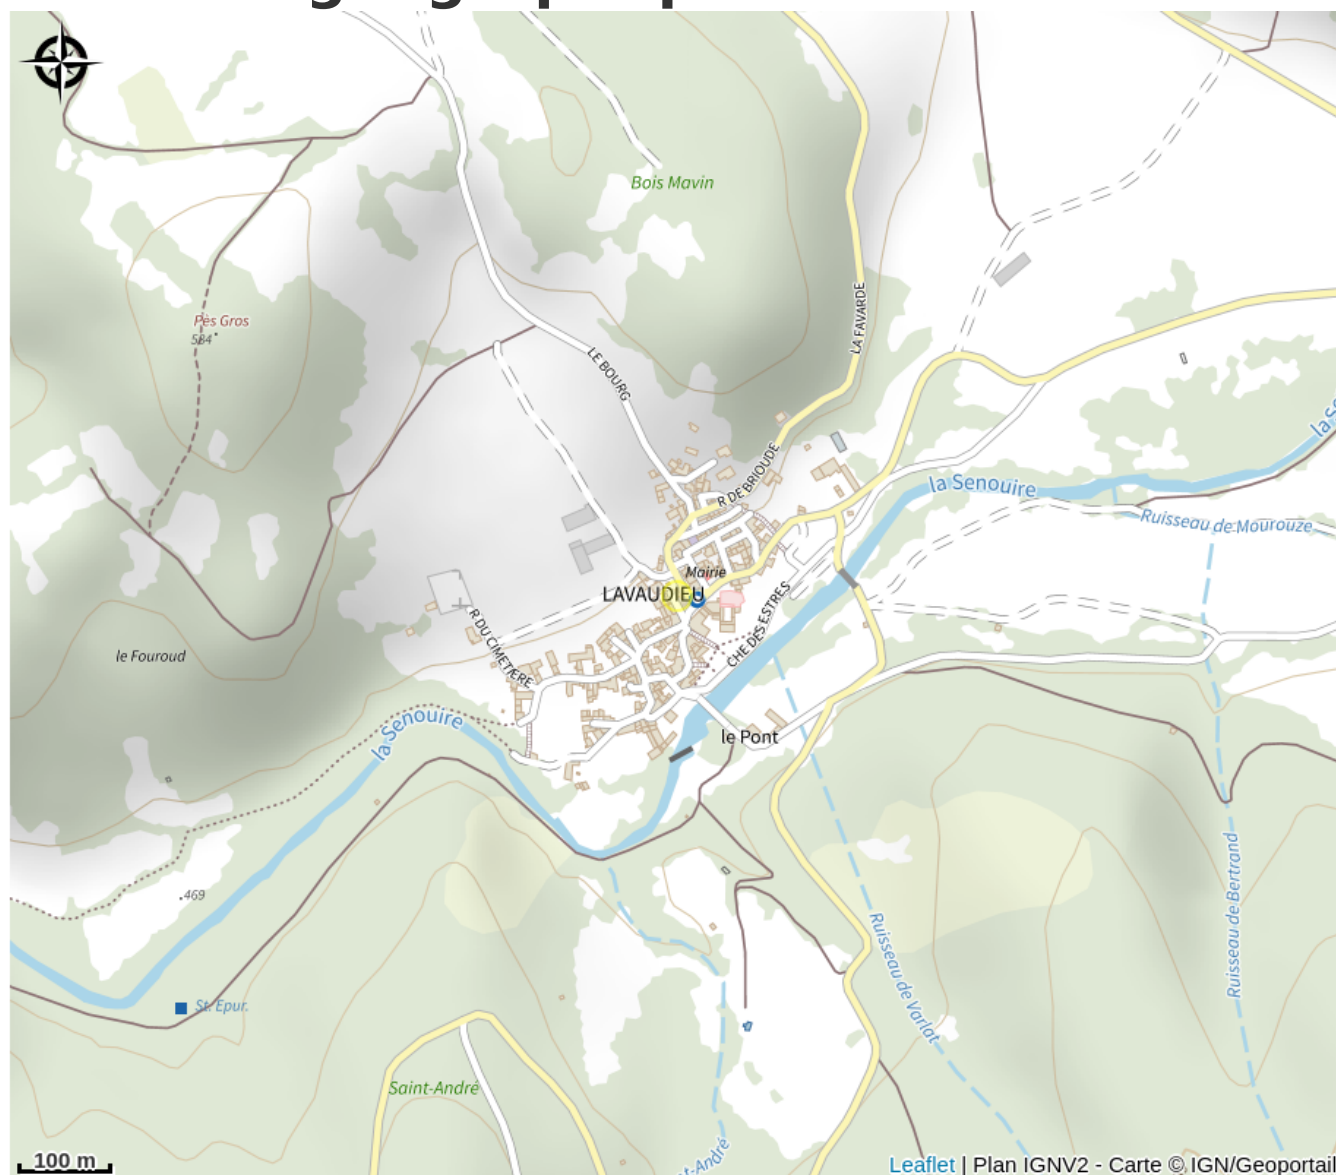 Bois Mavin
Pès Gros
584
LA FAVARDE
LE BOURG
R DE BRIOUDE
la Senouire
Ruisseau de Mourouze
Mairie
LAVAUDIEU
CHE DES ESTRES
R DU CIMETIÈRE
le Fouroud
la Senouire
le Pont
469
St. Epur.
Ruisseau de Bertrand
Ruisseau de Varlat
Saint-André
100 m
Leaflet | Plan IGNV2 - Carte © IGN/Geoportail